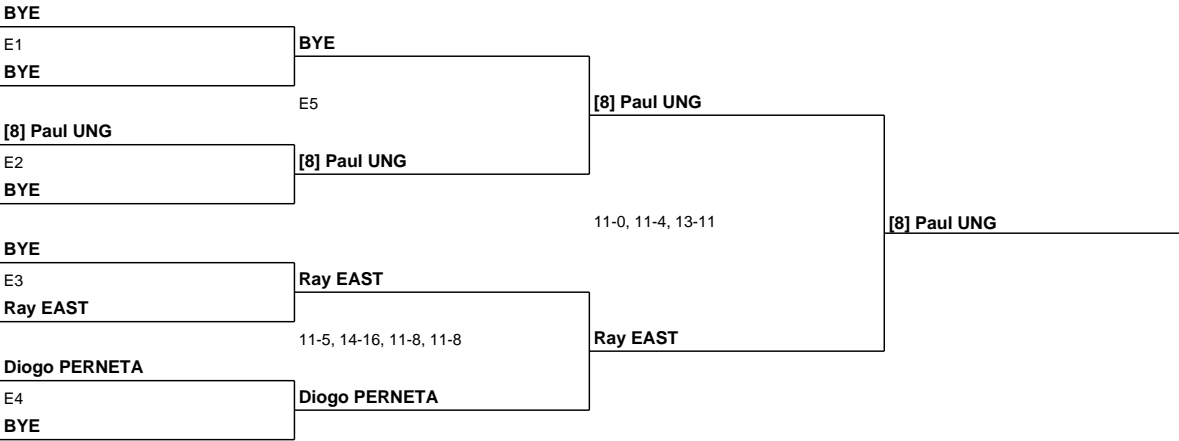 BYE
E1
BYE
BYE
E5
[8] Paul UNG
[8] Paul UNG
E2
[8] Paul UNG
BYE
11-0, 11-4, 13-11
[8] Paul UNG
BYE
E3
Ray EAST
Ray EAST
11-5, 14-16, 11-8, 11-8
Ray EAST
Diogo PERNETA
E4
Diogo PERNETA
BYE